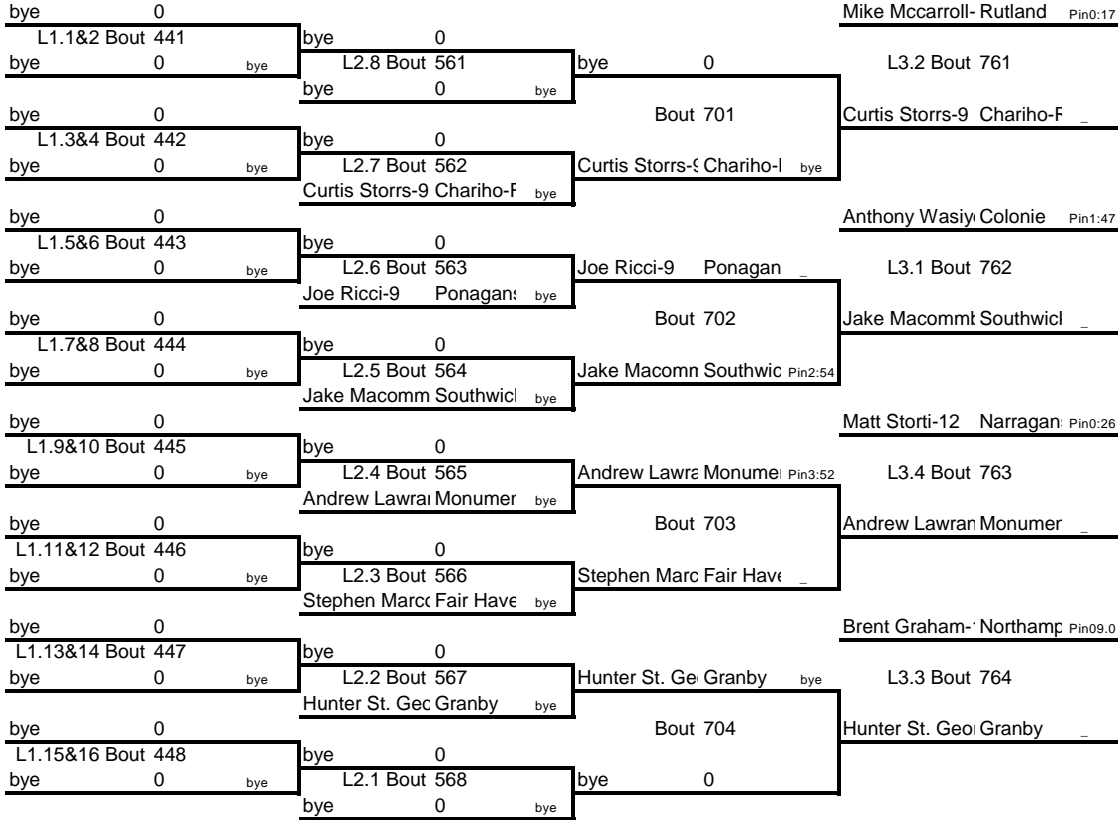 bye 0 Mike Mccarroll- Rutland Pin0:17
L1.1&2 Bout 441 bye 0
bye 0 bye L2.8 Bout 561 bye 0 L3.2 Bout 761
bye 0 bye
bye 0 Bout 701 Curtis Storrs-9 Chariho-F _
L1.3&4 Bout 442 bye 0
bye 0 bye L2.7 Bout 562 Curtis Storrs-9 Chariho-I bye
Curtis Storrs-9 Chariho-F bye
bye 0 Anthony Wasiy Colonie Pin1:47
L1.5&6 Bout 443 bye 0
bye 0 bye L2.6 Bout 563 Joe Ricci-9 Ponagan _ L3.1 Bout 762
Joe Ricci-9 Ponagans bye
bye 0 Bout 702 Jake Macommb Southwicl _
L1.7&8 Bout 444 bye 0
bye 0 bye L2.5 Bout 564 Jake Macomn Southwic Pin2:54
Jake Macomm Southwicl bye
bye 0 Matt Storti-12 Narragan Pin0:26
L1.9&10 Bout 445 bye 0
bye 0 bye L2.4 Bout 565 Andrew Lawra Monume Pin3:52 L3.4 Bout 763
Andrew Lawrar Monumer bye
bye 0 Bout 703 Andrew Lawran Monumer _
L1.11&12 Bout 446 bye 0
bye 0 bye L2.3 Bout 566 Stephen Marc Fair Have _
Stephen Marcc Fair Have bye
bye 0 Brent Graham- Northamp Pin09.0
L1.13&14 Bout 447 bye 0
bye 0 bye L2.2 Bout 567 Hunter St. Ge Granby bye L3.3 Bout 764
Hunter St. Gec Granby bye
bye 0 Bout 704 Hunter St. Geo Granby _
L1.15&16 Bout 448 bye 0
bye 0 bye L2.1 Bout 568 bye 0
bye 0 bye